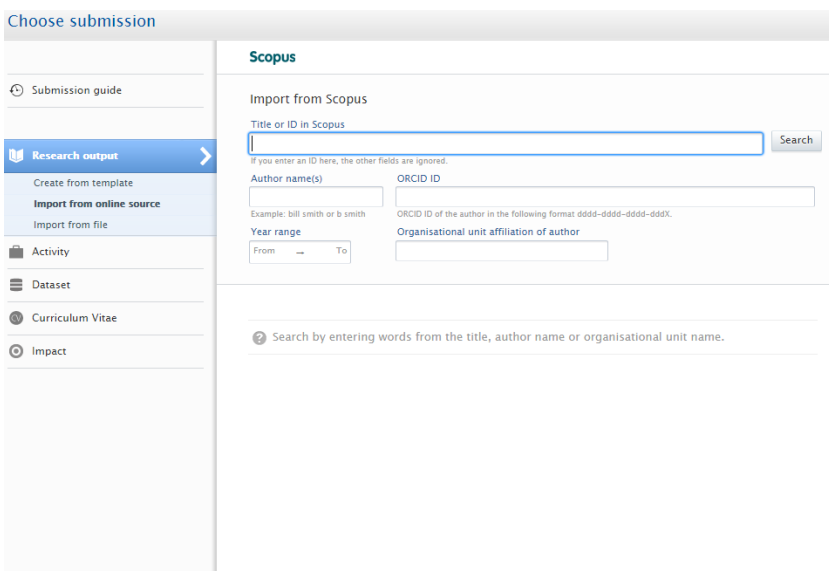 Choose submission
Scopus
Submission guide
Import from Scopus
Title or ID in Scopus
Search
If you enter an ID here, the other fields are ignored.
Research output
Create from template
Import from online source
Import from file
Author name(s)
ORCID ID
Example: bill smith or b smith
ORCID ID of the author in the following format dddd-dddd-dddd-dddX.
Year range
Organisational unit affiliation of author
From → To
Activity
Dataset
CV Curriculum Vitae
Impact
? Search by entering words from the title, author name or organisational unit name.